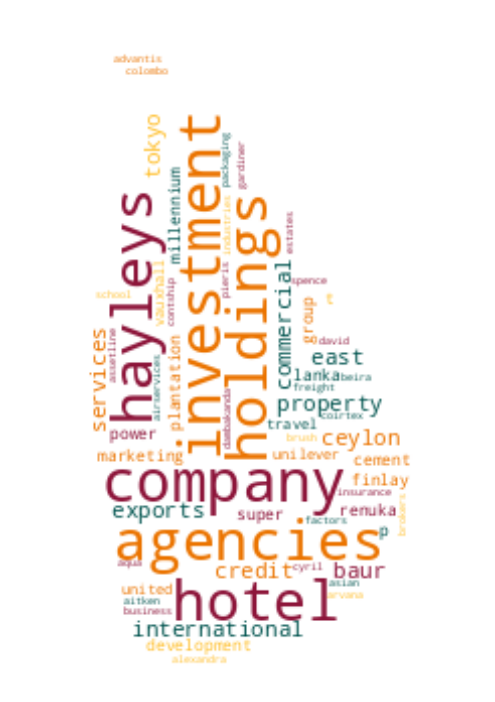 advantis
colombo
tokyo
investment
packaging
gardiner
millennium
hayleys
holdings
industries
estates
vauxhall
pieris
commercial
spence
contship
school
group
services
assetline
airservices
plantation
david
east
lanka
beira
freight
dambakanda
property
coirtex
travel
power
brush
ceylon
marketing
unilever
cement
company
finlay
insurance
exports
super
factors
renuka
brokers
agencies
p
aqua
credit
cyril
baur
united
hotel
asian
aitken
arvana
business
international
development
alexandra